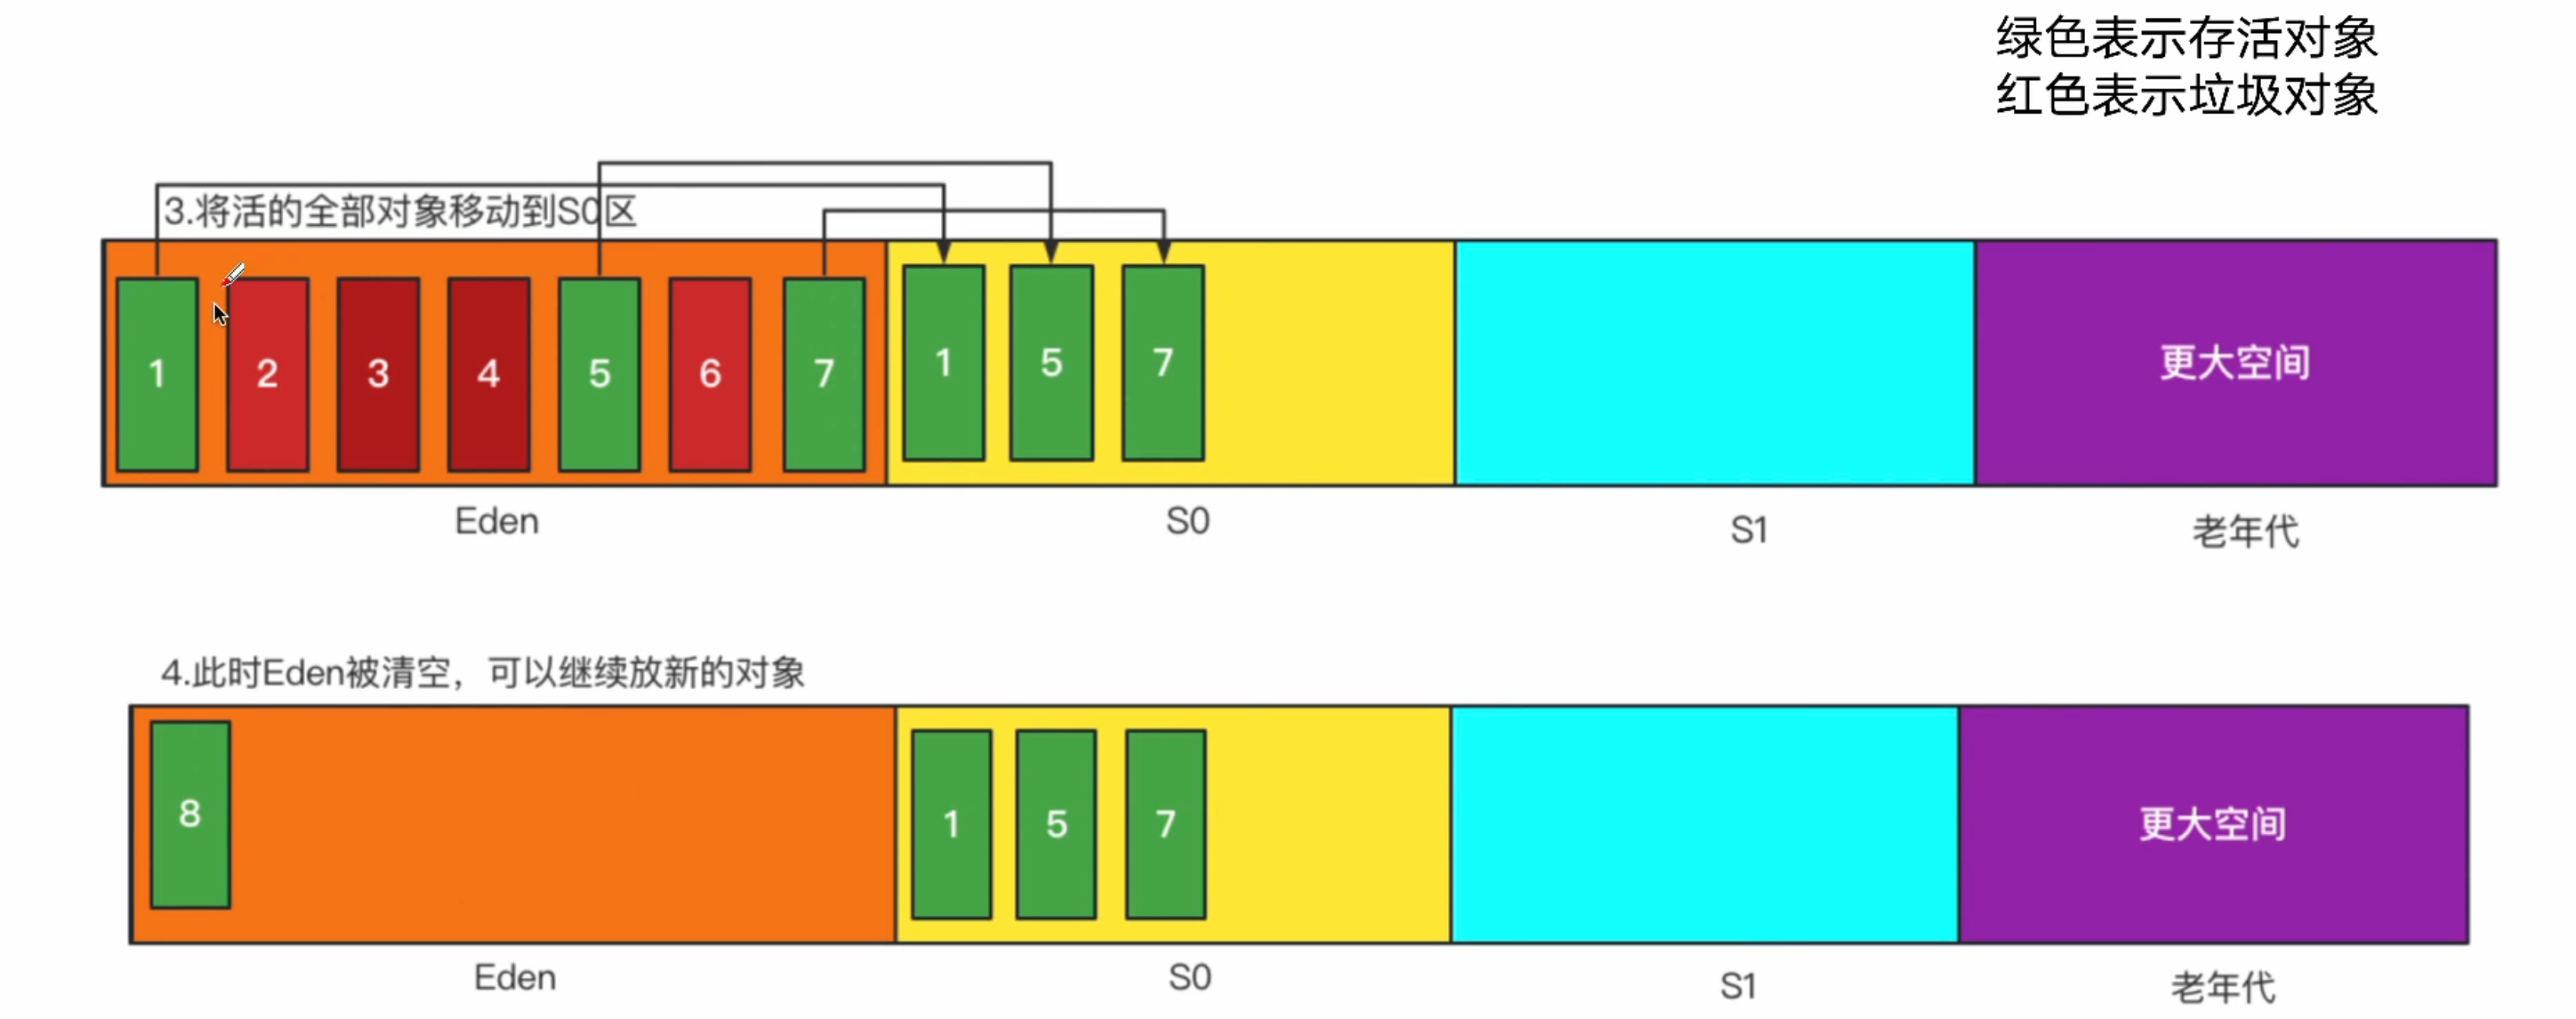 绿色表示存活对象
红色表示垃圾对象
3.将活的全部对象移动到S0区
1 2 3 4 5 6 7 1 5 7 更大空间
Eden S0 S1 老年代
4.此时Eden被清空，可以继续放新的对象
8 1 5 7 更大空间
Eden S0 S1 老年代